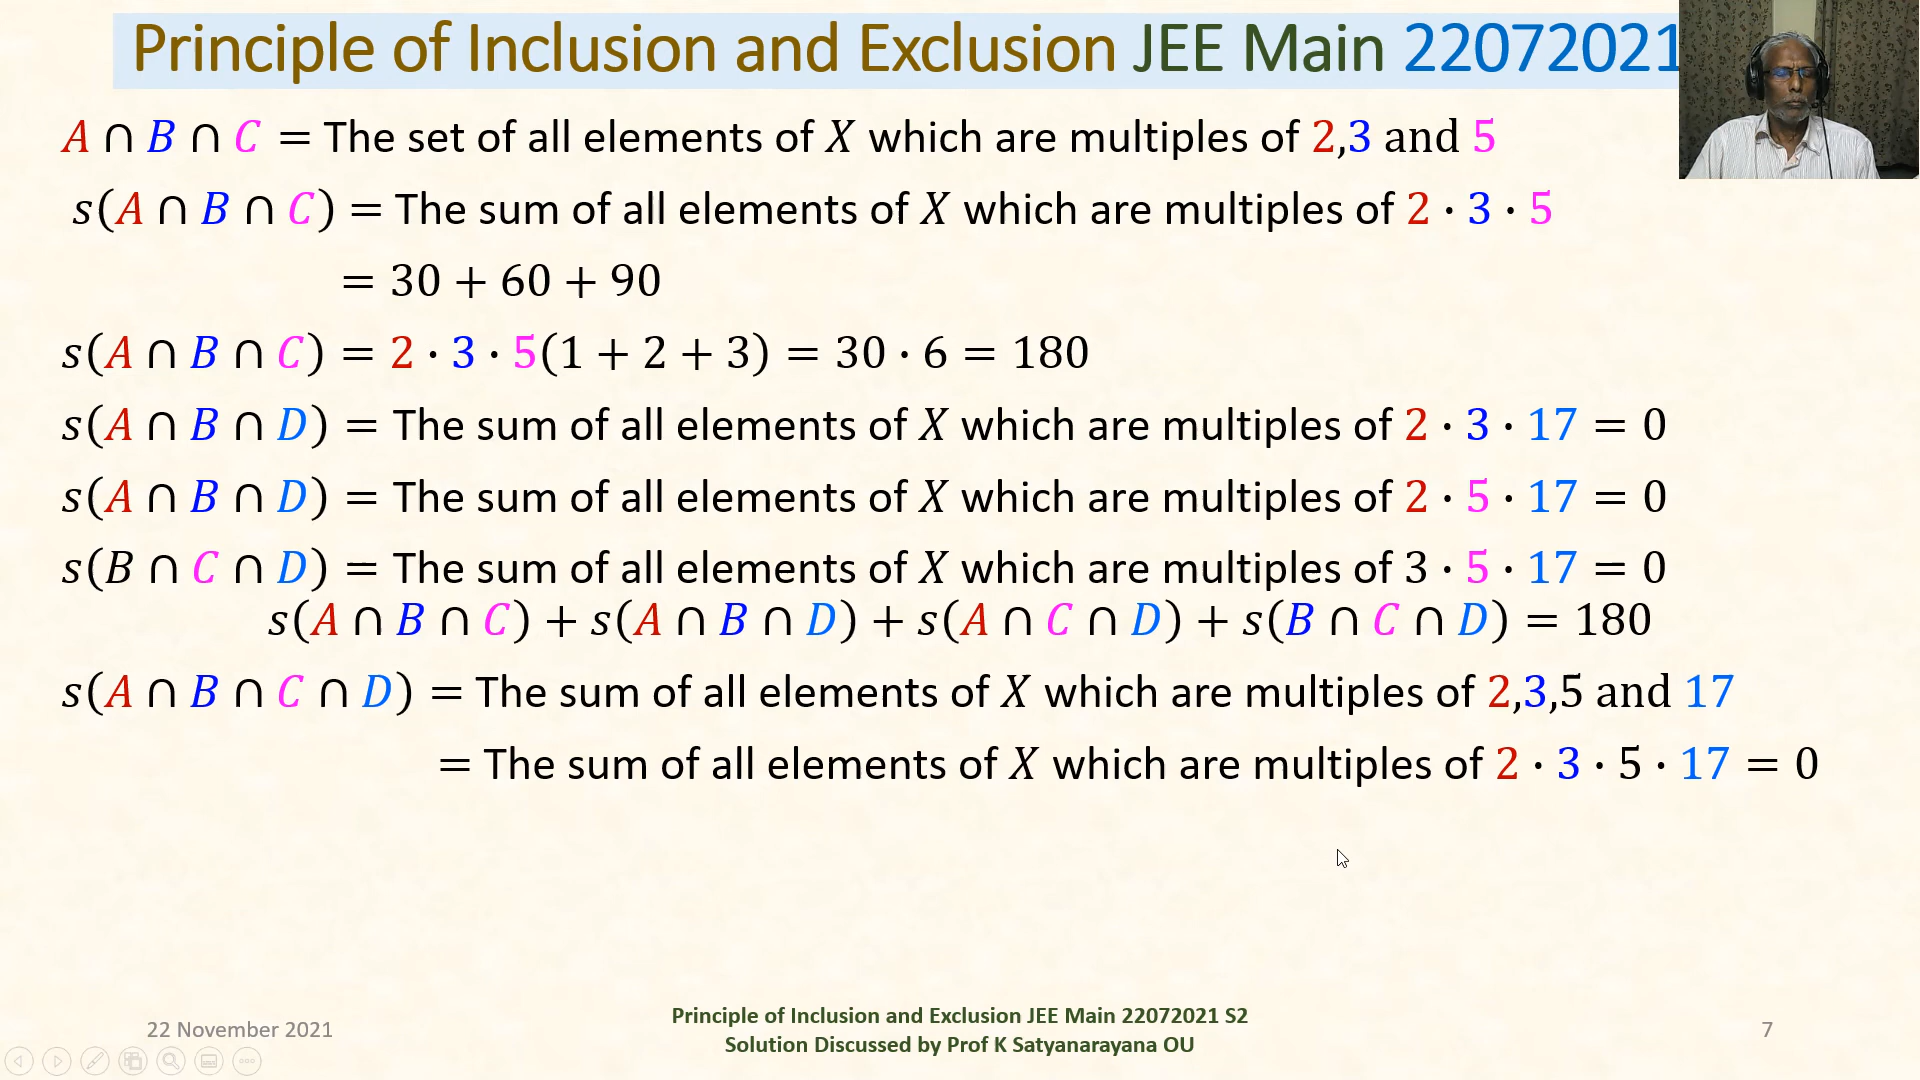 Principle of Inclusion and Exclusion JEE Main 22072021
A ∩ B ∩ C = The set of all elements of X which are multiples of 2,3 and 5
s(A ∩ B ∩ C) = The sum of all elements of X which are multiples of 2 · 3 · 5
= 30 + 60 + 90
s(A ∩ B ∩ C) = 2 · 3 · 5(1 + 2 + 3) = 30 · 6 = 180
s(A ∩ B ∩ D) = The sum of all elements of X which are multiples of 2 · 3 · 17 = 0
s(A ∩ B ∩ D) = The sum of all elements of X which are multiples of 2 · 5 · 17 = 0
s(B ∩ C ∩ D) = The sum of all elements of X which are multiples of 3 · 5 · 17 = 0
s(A ∩ B ∩ C) + s(A ∩ B ∩ D) + s(A ∩ C ∩ D) + s(B ∩ C ∩ D) = 180
s(A ∩ B ∩ C ∩ D) = The sum of all elements of X which are multiples of 2,3,5 and 17
= The sum of all elements of X which are multiples of 2 · 3 · 5 · 17 = 0
22 November 2021
Principle of Inclusion and Exclusion JEE Main 22072021 S2
Solution Discussed by Prof K Satyanarayana OU
7